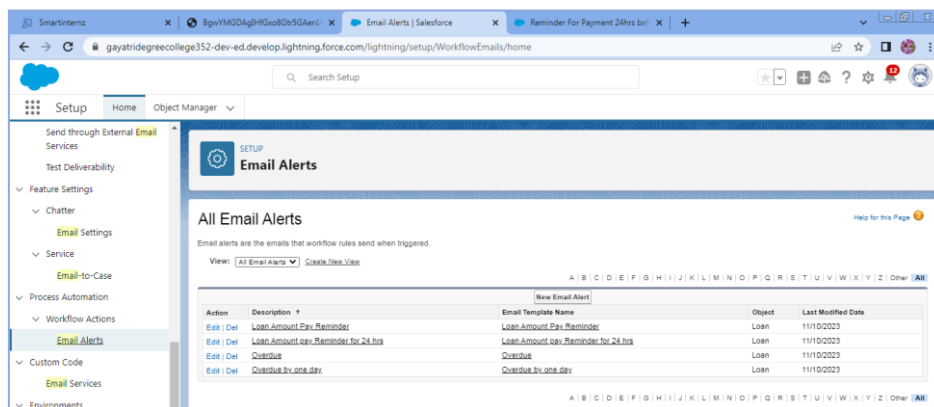 Smartinternz
BgwYMGDAgIHfGxo8Gtr5GAenl
Email Alerts | Salesforce
Reminder For Payment 24hrs bef
gayatridegreecollege352-dev-ed.develop.lightning.force.com/lightning/setup/WorkflowEmails/home
Search Setup
12
Setup Home Object Manager
Send through External Email
Services
Test Deliverability
Feature Settings
Chatter
Email Settings
Service
Email-to-Case
Process Automation
Workflow Actions
Email Alerts
Custom Code
Email Services
Environments
SETUP
Email Alerts
All Email Alerts
Help for this Page
Email alerts are the emails that workflow rules send when triggered.
View: All Email Alerts Create New View
A | B | C | D | E | F | G | H | I | J | K | L | M | N | O | P | Q | R | S | T | U | V | W | X | Y | Z | Other All
New Email Alert
Action Description ↑ Email Template Name Object Last Modified Date
Edit | Del Loan Amount Pay Reminder Loan Amount Pay Reminder Loan 11/10/2023
Edit | Del Loan Amount pay Reminder for 24 hrs Loan Amount pay Reminder for 24 hrs Loan 11/10/2023
Edit | Del Overdue Overdue Loan 11/10/2023
Edit | Del Overdue by one day Overdue by one day Loan 11/10/2023
A | B | C | D | E | F | G | H | I | J | K | L | M | N | O | P | Q | R | S | T | U | V | W | X | Y | Z | Other All